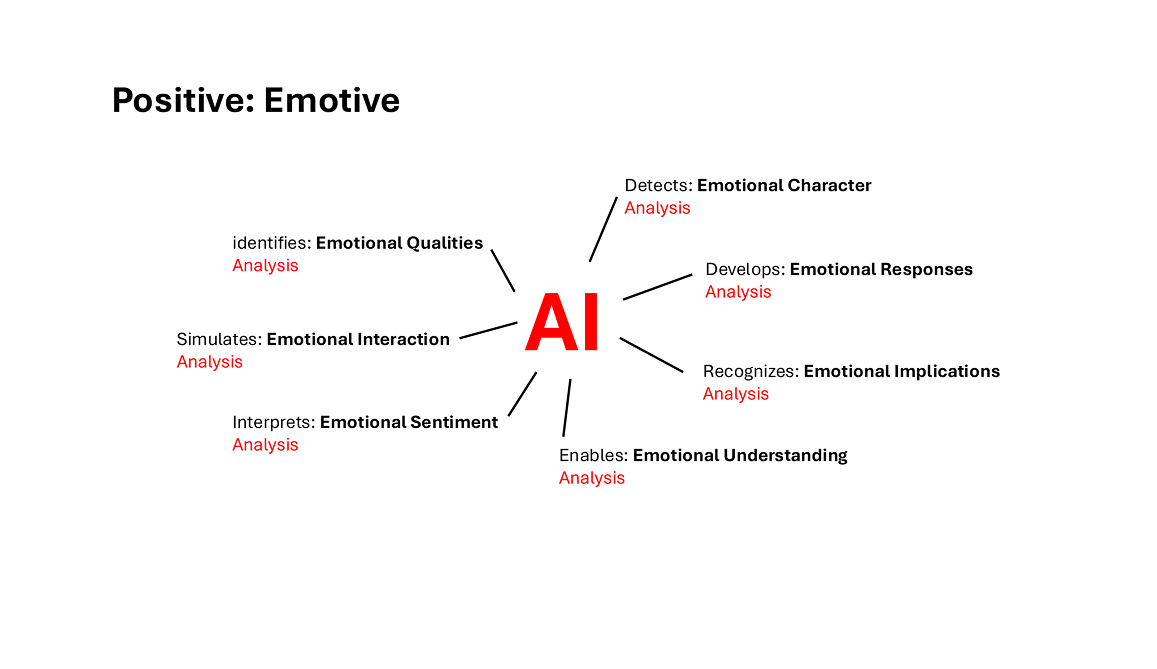 Positive: Emotive
Detects: Emotional Character
Analysis
identifies: Emotional Qualities
Analysis
Develops: Emotional Responses
Analysis
AI
Simulates: Emotional Interaction
Analysis
Recognizes: Emotional Implications
Analysis
Interprets: Emotional Sentiment
Analysis
Enables: Emotional Understanding
Analysis